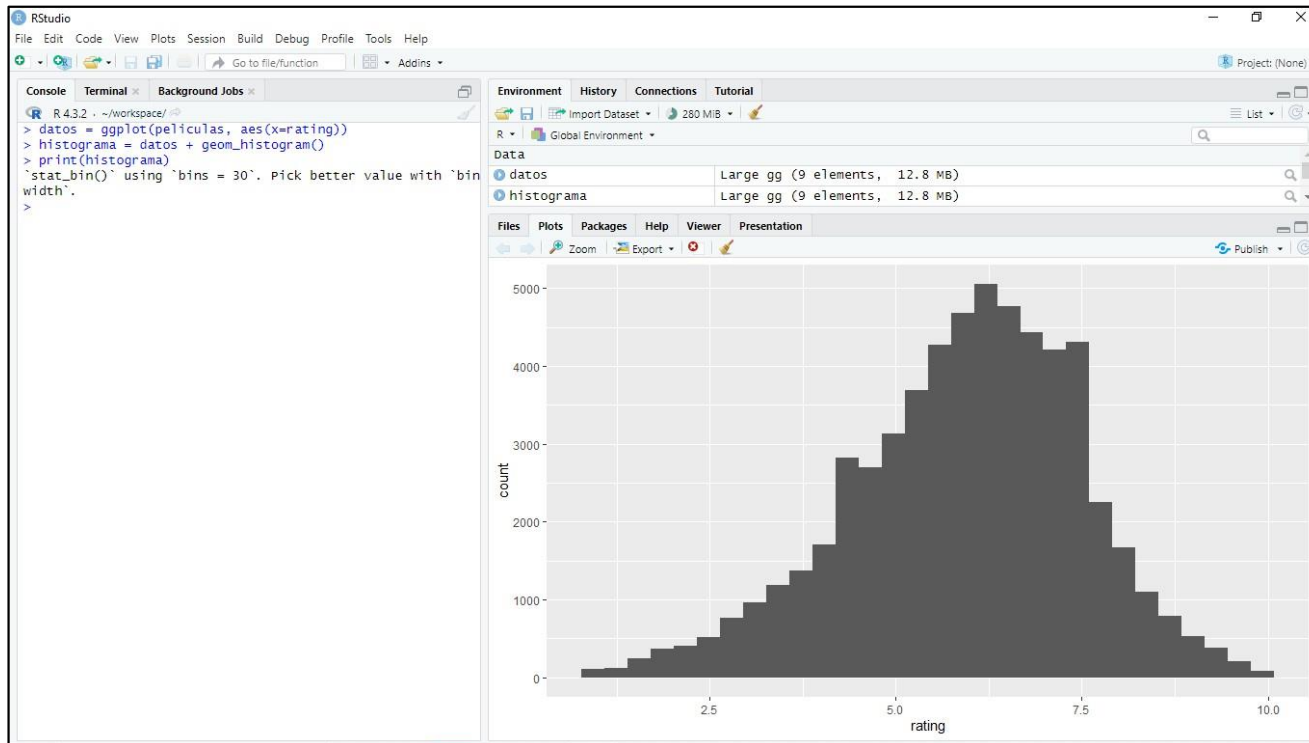 RStudio
File Edit Code View Plots Session Build Debug Profile Tools Help
Go to file/function Addins Project: (None)
Console Terminal Background Jobs
R 4.3.2 · ~/workspace/
> datos = ggplot(peliculas, aes(x=rating))
> histograma = datos + geom_histogram()
> print(histograma)
`stat_bin()` using `bins = 30`. Pick better value with `bin
width`.
>
Environment History Connections Tutorial
Import Dataset 280 MiB List
R Global Environment
Data
datos Large gg (9 elements, 12.8 MB)
histograma Large gg (9 elements, 12.8 MB)
Files Plots Packages Help Viewer Presentation
Zoom Export Publish
5000
4000
3000
2000
1000
0
count
2.5 5.0 7.5 10.0
rating